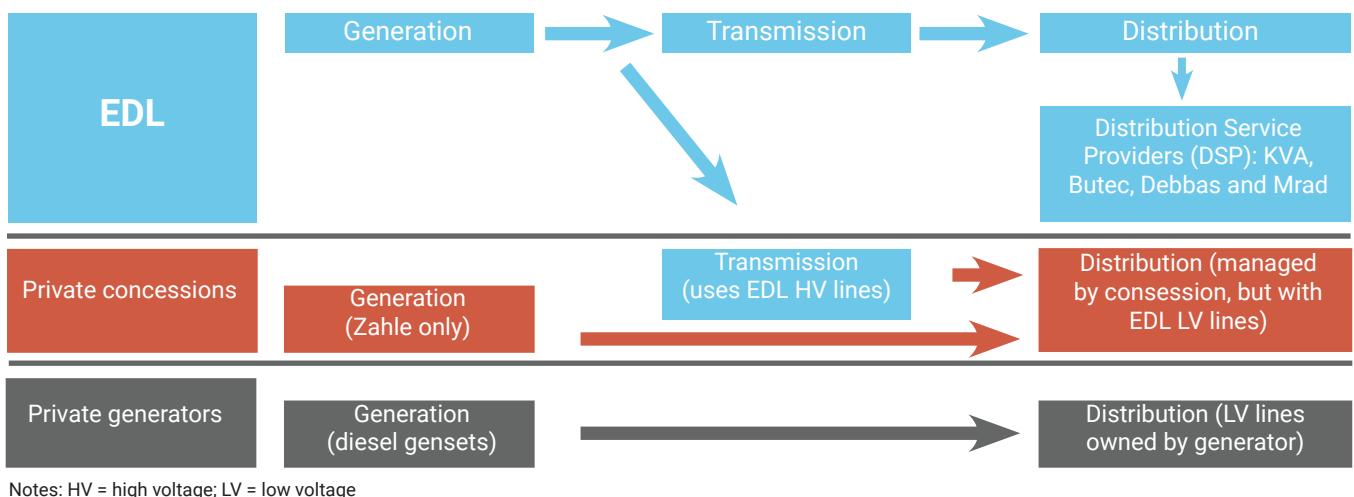 EDL
Generation
Transmission
Distribution
Distribution Service
Providers (DSP): KVA,
Butec, Debbas and Mrad
Private concessions
Generation
(Zahle only)
Transmission
(uses EDL HV lines)
Distribution (managed
by consession, but with
EDL LV lines)
Private generators
Generation
(diesel gensets)
Distribution (LV lines
owned by generator)
Notes: HV = high voltage; LV = low voltage